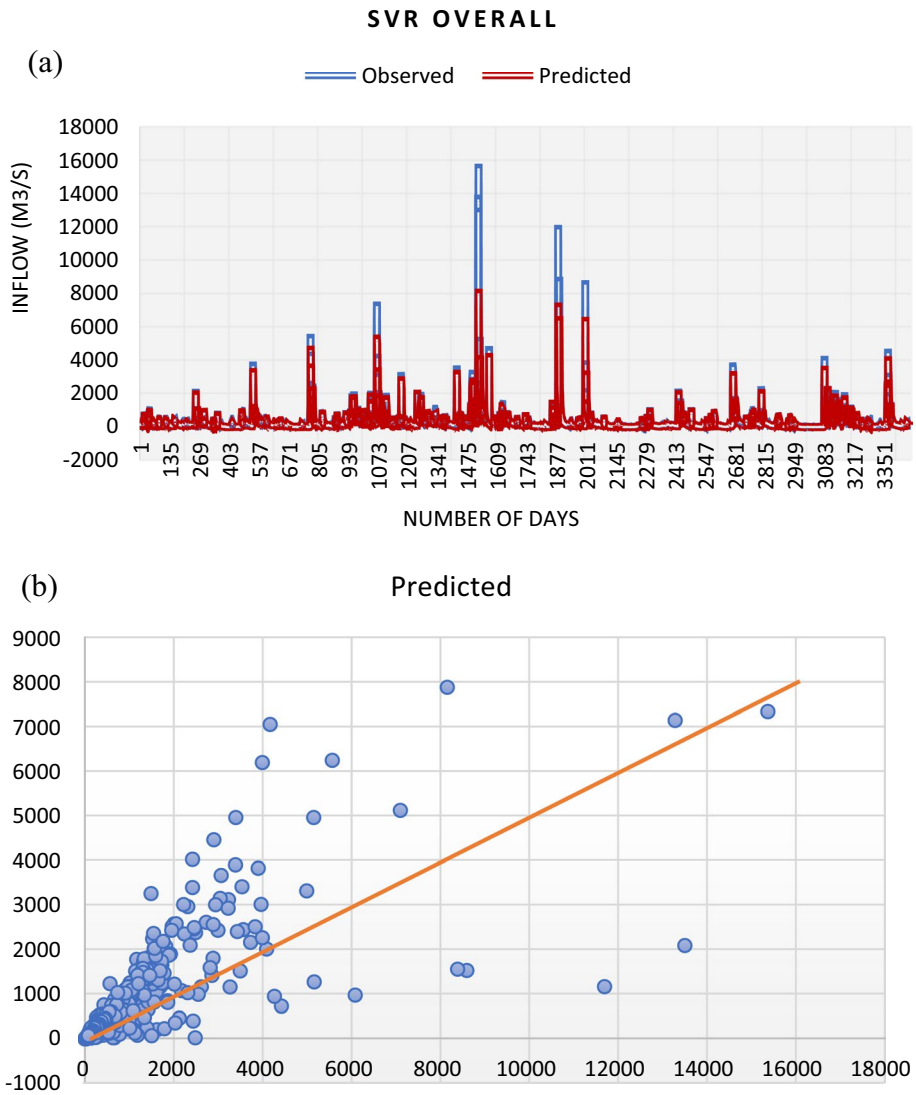 SVR OVERALL
(a)
Observed Predicted
18000
16000
14000
12000
10000
8000
6000
4000
2000
0
-2000
INFLOW (M3/S)
1 135 269 403 537 671 805 939 1073 1207 1341 1475 1609 1743 1877 2011 2145 2279 2413 2547 2681 2815 2949 3083 3217 3351
NUMBER OF DAYS
(b)
Predicted
9000
8000
7000
6000
5000
4000
3000
2000
1000
0
-1000
0 2000 4000 6000 8000 10000 12000 14000 16000 18000